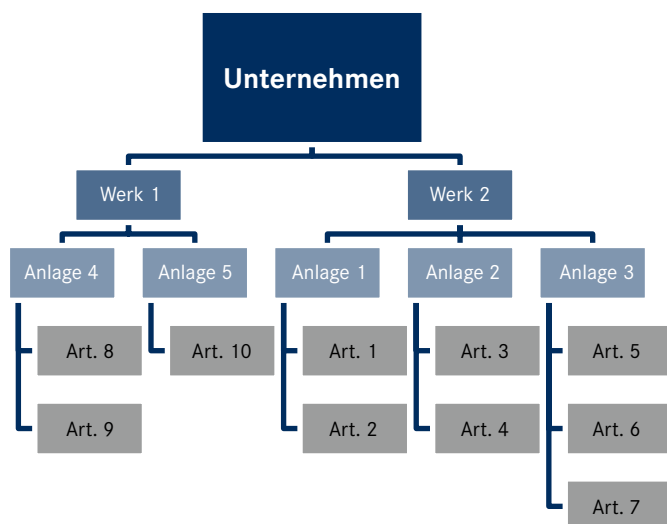 Unternehmen
Werk 1
Werk 2
Anlage 4
Anlage 5
Anlage 1
Anlage 2
Anlage 3
Art. 8
Art. 10
Art. 1
Art. 3
Art. 5
Art. 9
Art. 2
Art. 4
Art. 6
Art. 7